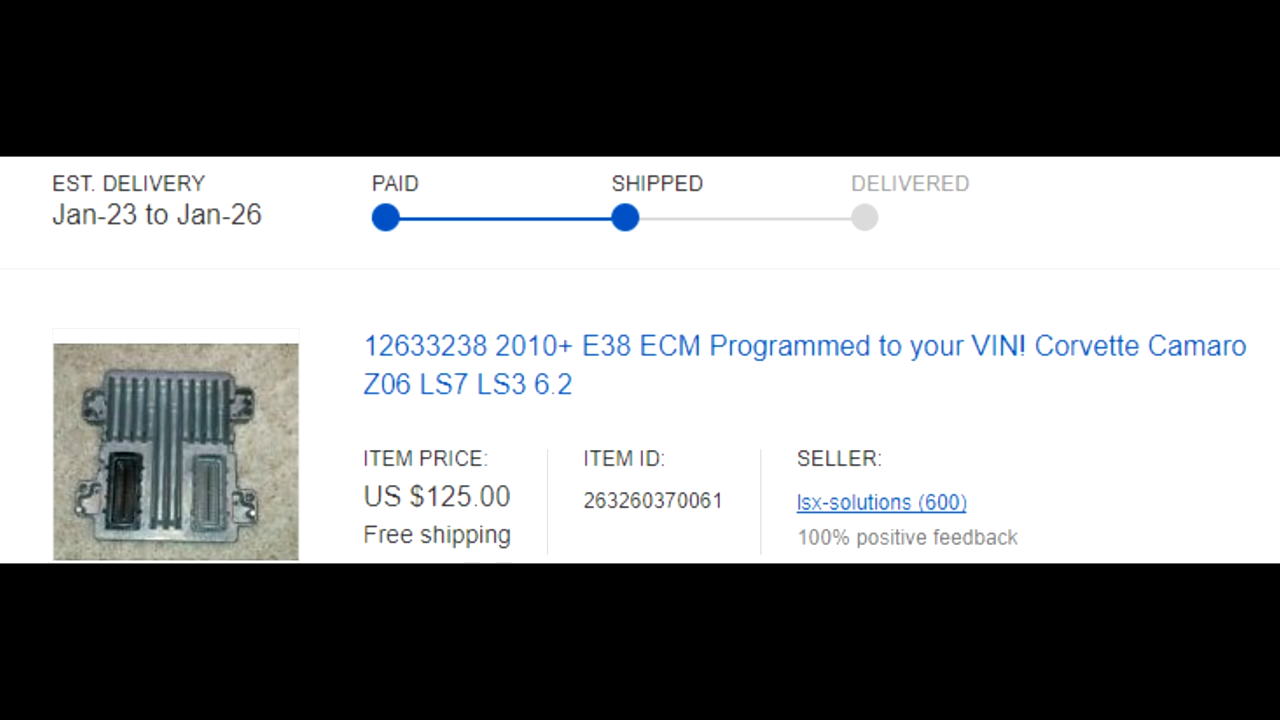 EST. DELIVERY
Jan-23 to Jan-26
PAID
SHIPPED
DELIVERED
12633238 2010+ E38 ECM Programmed to your VIN! Corvette Camaro
Z06 LS7 LS3 6.2
ITEM PRICE:
US $125.00
Free shipping
ITEM ID:
263260370061
SELLER:
lsx-solutions (600)
100% positive feedback